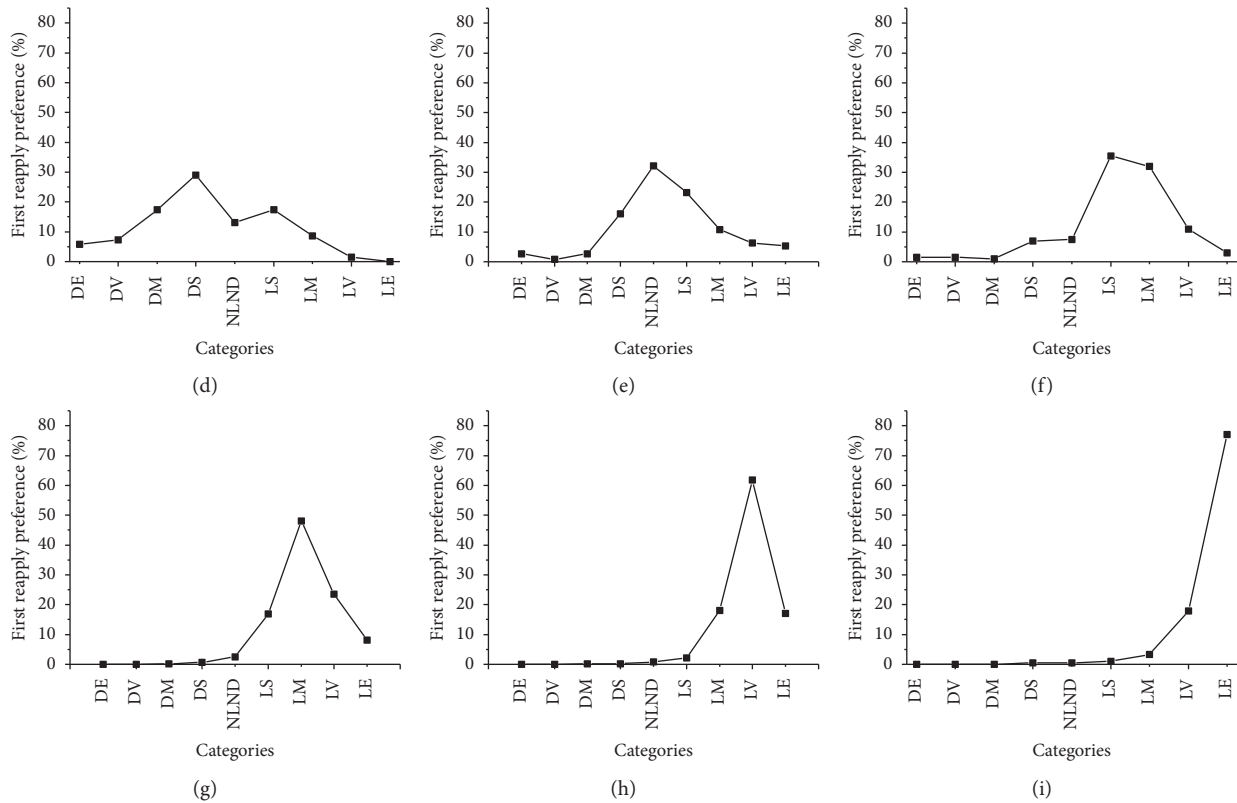 First reapply preference (%)
80
70
60
50
40
30
20
10
0
DE
DV
DM
DS
NLND
LS
LM
LV
LE
Categories
(d)
First reapply preference (%)
80
70
60
50
40
30
20
10
0
DE
DV
DM
DS
NLND
LS
LM
LV
LE
Categories
(e)
First reapply preference (%)
80
70
60
50
40
30
20
10
0
DE
DV
DM
DS
NLND
LS
LM
LV
LE
Categories
(f)
First reapply preference (%)
80
70
60
50
40
30
20
10
0
DE
DV
DM
DS
NLND
LS
LM
LV
LE
Categories
(g)
First reapply preference (%)
80
70
60
50
40
30
20
10
0
DE
DV
DM
DS
NLND
LS
LM
LV
LE
Categories
(h)
First reapply preference (%)
80
70
60
50
40
30
20
10
0
DE
DV
DM
DS
NLND
LS
LM
LV
LE
Categories
(i)